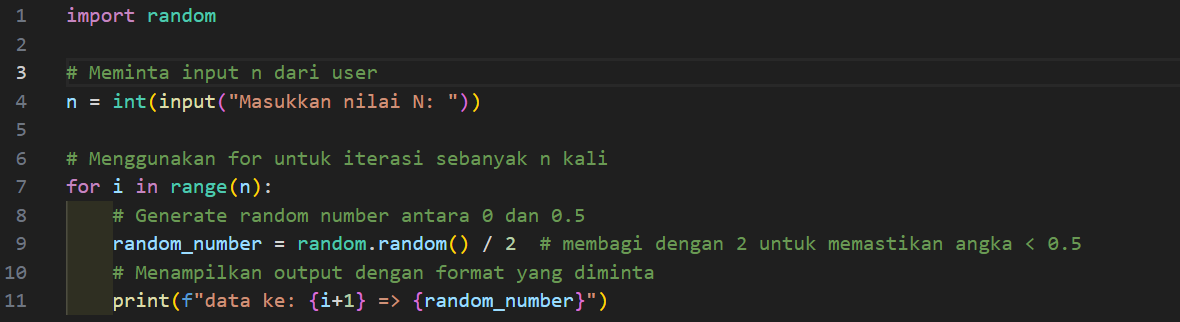 1 import random
2
3 # Meminta input n dari user
4 n = int(input("Masukkan nilai N: "))
5
6 # Menggunakan for untuk iterasi sebanyak n kali
7 for i in range(n):
8     # Generate random number antara 0 dan 0.5
9     random_number = random.random() / 2  # membagi dengan 2 untuk memastikan angka < 0.5
10     # Menampilkan output dengan format yang diminta
11     print(f"data ke: {i+1} => {random_number}")